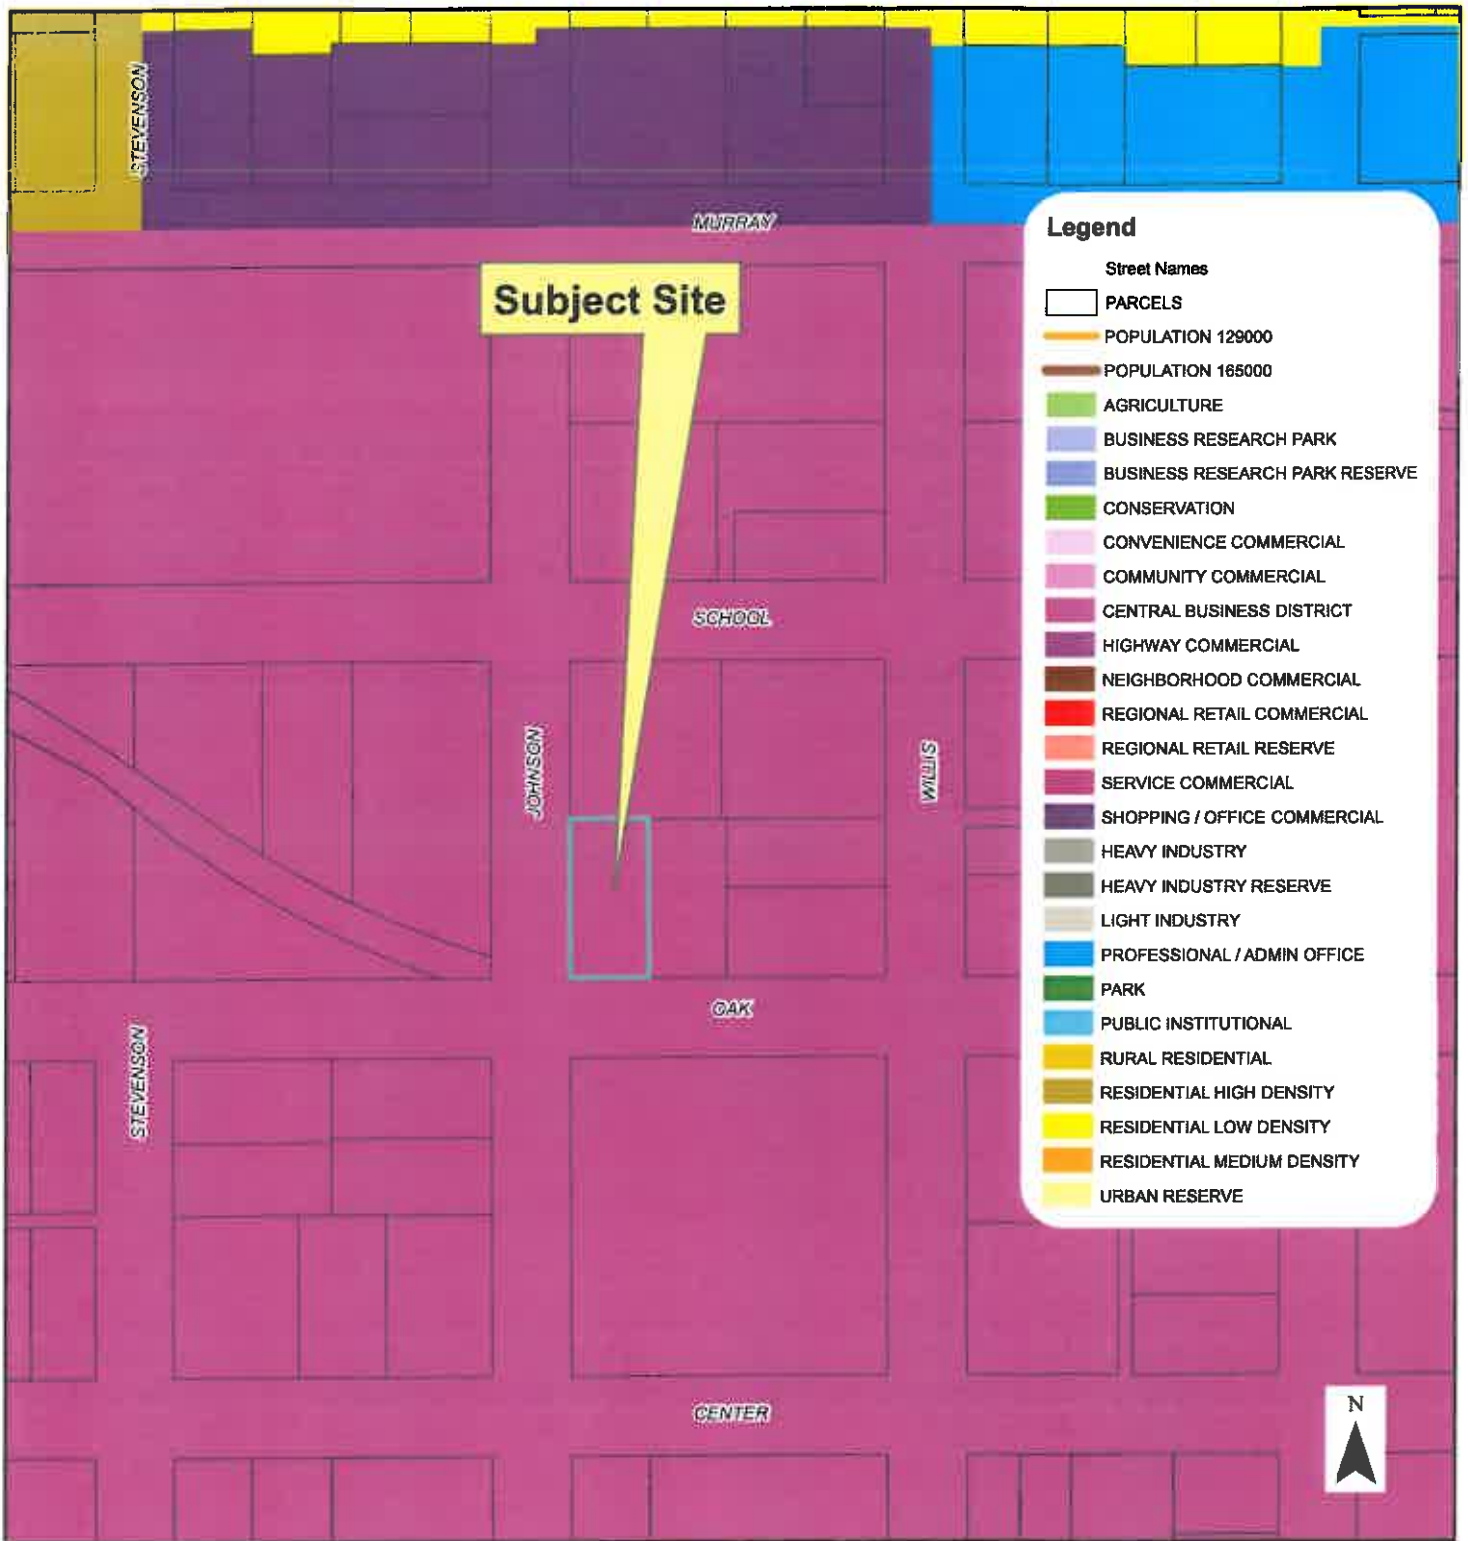 STEVENSON
MURRAY
Subject Site
SCHOOL
JOHNSON
WILLIS
OAK
STEVENSON
CENTER
Legend
Street Names
PARCELS
POPULATION 129000
POPULATION 165000
AGRICULTURE
BUSINESS RESEARCH PARK
BUSINESS RESEARCH PARK RESERVE
CONSERVATION
CONVENIENCE COMMERCIAL
COMMUNITY COMMERCIAL
CENTRAL BUSINESS DISTRICT
HIGHWAY COMMERCIAL
NEIGHBORHOOD COMMERCIAL
REGIONAL RETAIL COMMERCIAL
REGIONAL RETAIL RESERVE
SERVICE COMMERCIAL
SHOPPING / OFFICE COMMERCIAL
HEAVY INDUSTRY
HEAVY INDUSTRY RESERVE
LIGHT INDUSTRY
PROFESSIONAL / ADMIN OFFICE
PARK
PUBLIC INSTITUTIONAL
RURAL RESIDENTIAL
RESIDENTIAL HIGH DENSITY
RESIDENTIAL LOW DENSITY
RESIDENTIAL MEDIUM DENSITY
URBAN RESERVE
N